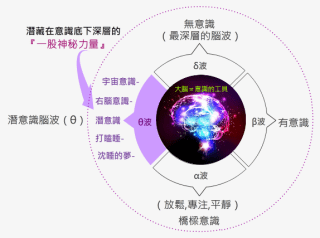 無意識
（最深層的腦波）
潛藏在意識底下深層的
『一股神秘力量』
δ波
宇宙意識-
大腦＝意識的工具
右腦意識-
潛意識腦波（θ）
潛意識
θ波
β波
有意識
打瞌睡-
沈睡的夢-
α波
（放鬆,專注,平靜）
橋樑意識